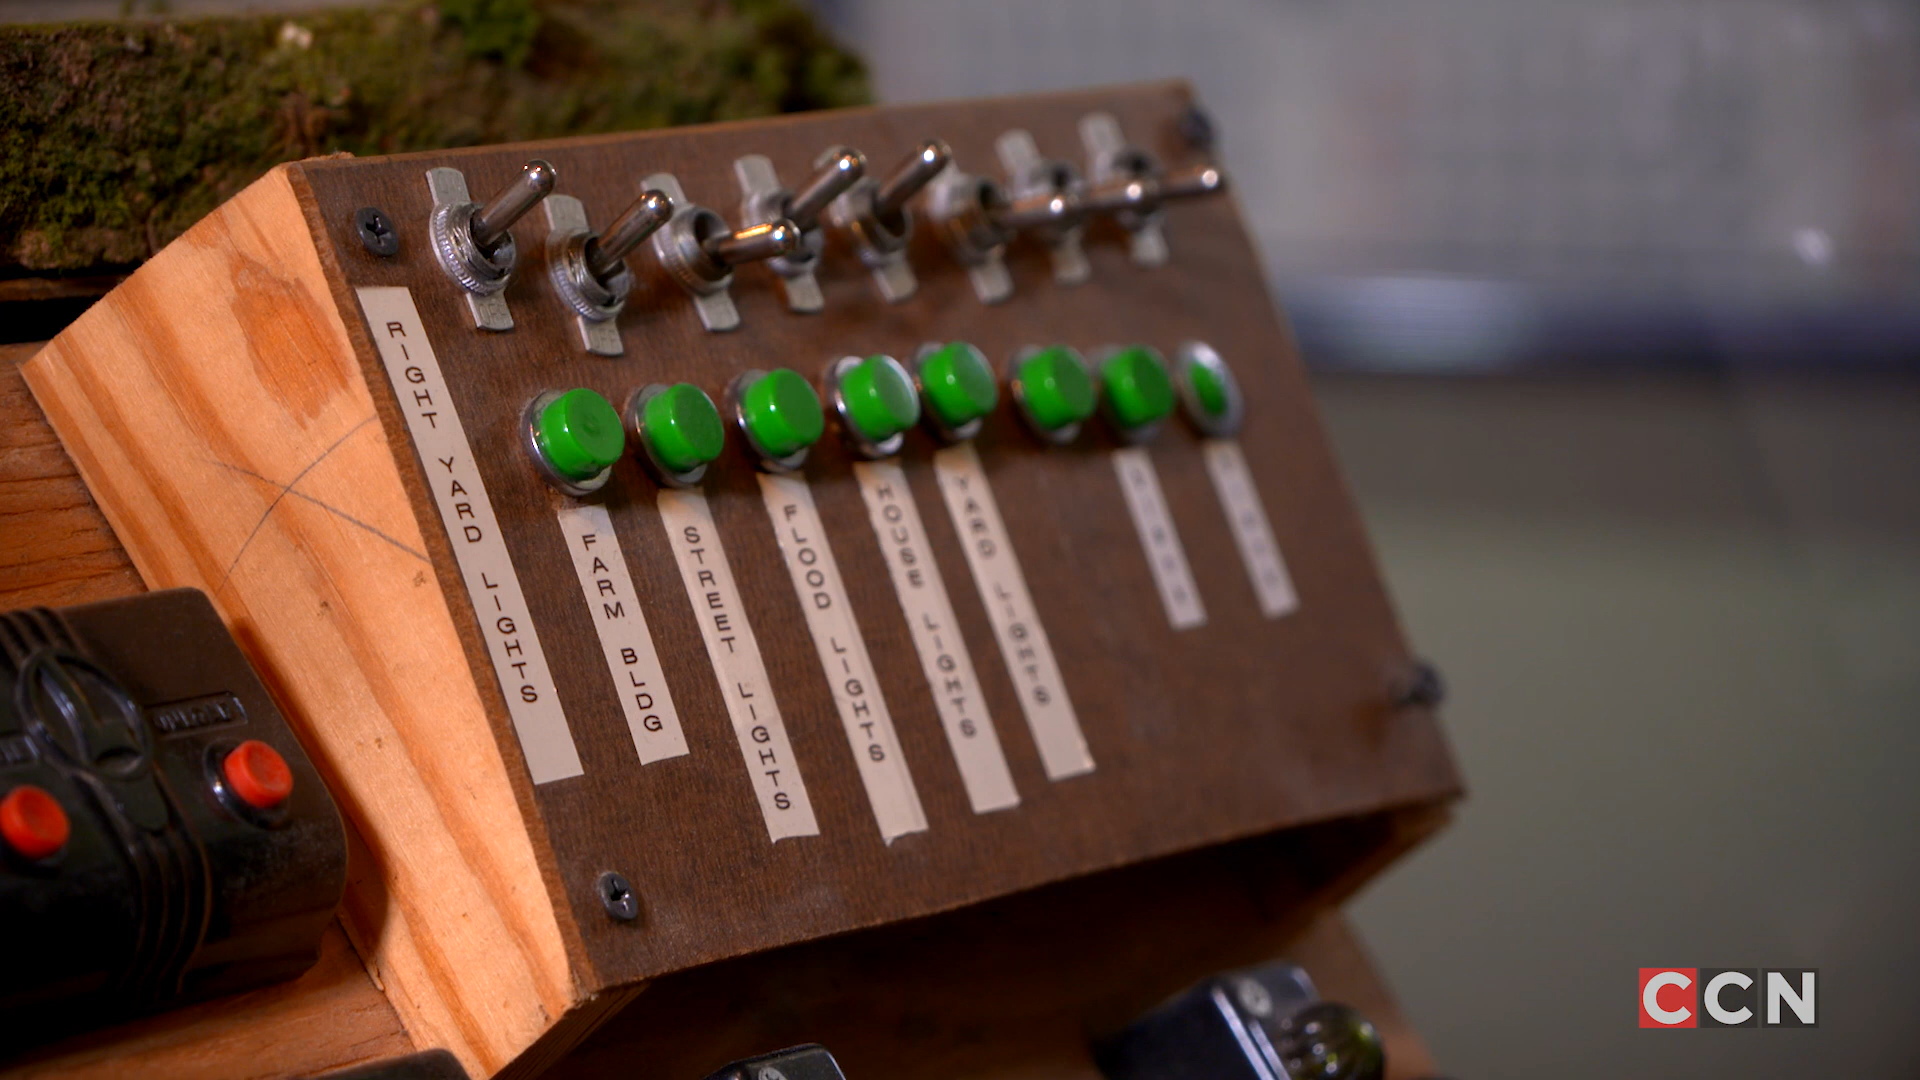 RIGHT YARD LIGHTS
FARM BLDG
STREET LIGHTS
FLOOD LIGHTS
HOUSE LIGHTS
YARD LIGHTS
CCN